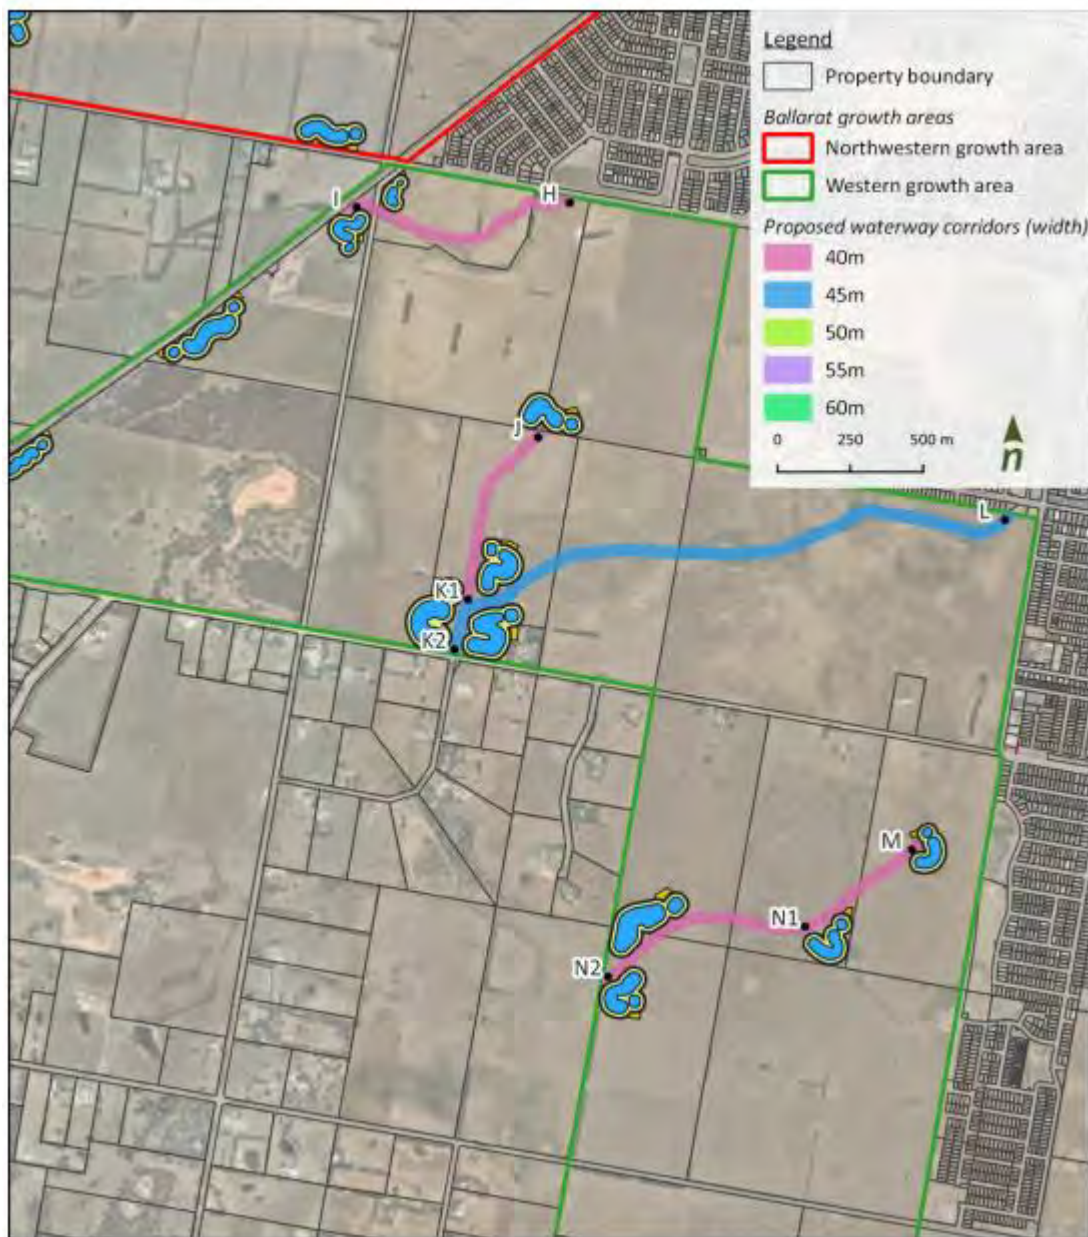 Legend
Property boundary
Ballarat growth areas
Northwestern growth area
Western growth area
Proposed waterway corridors (width)
40m
45m
50m
55m
60m
0 250 500 m
n
I
H
J
L
K1
K2
M
N1
N2